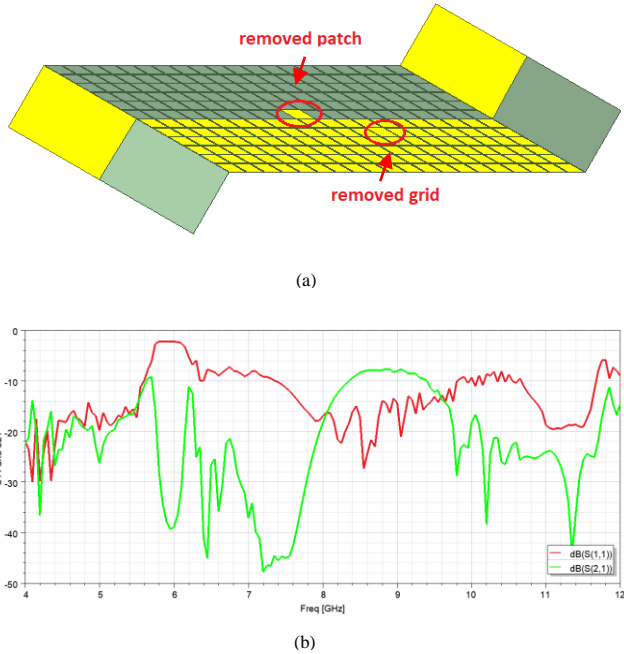 removed patch
removed grid
(a)
0
-10
-20
-30
-40
-50
dB(S(1,1))
dB(S(2,1))
4 5 6 7 8 9 10 11 12
Freq [GHz]
(b)